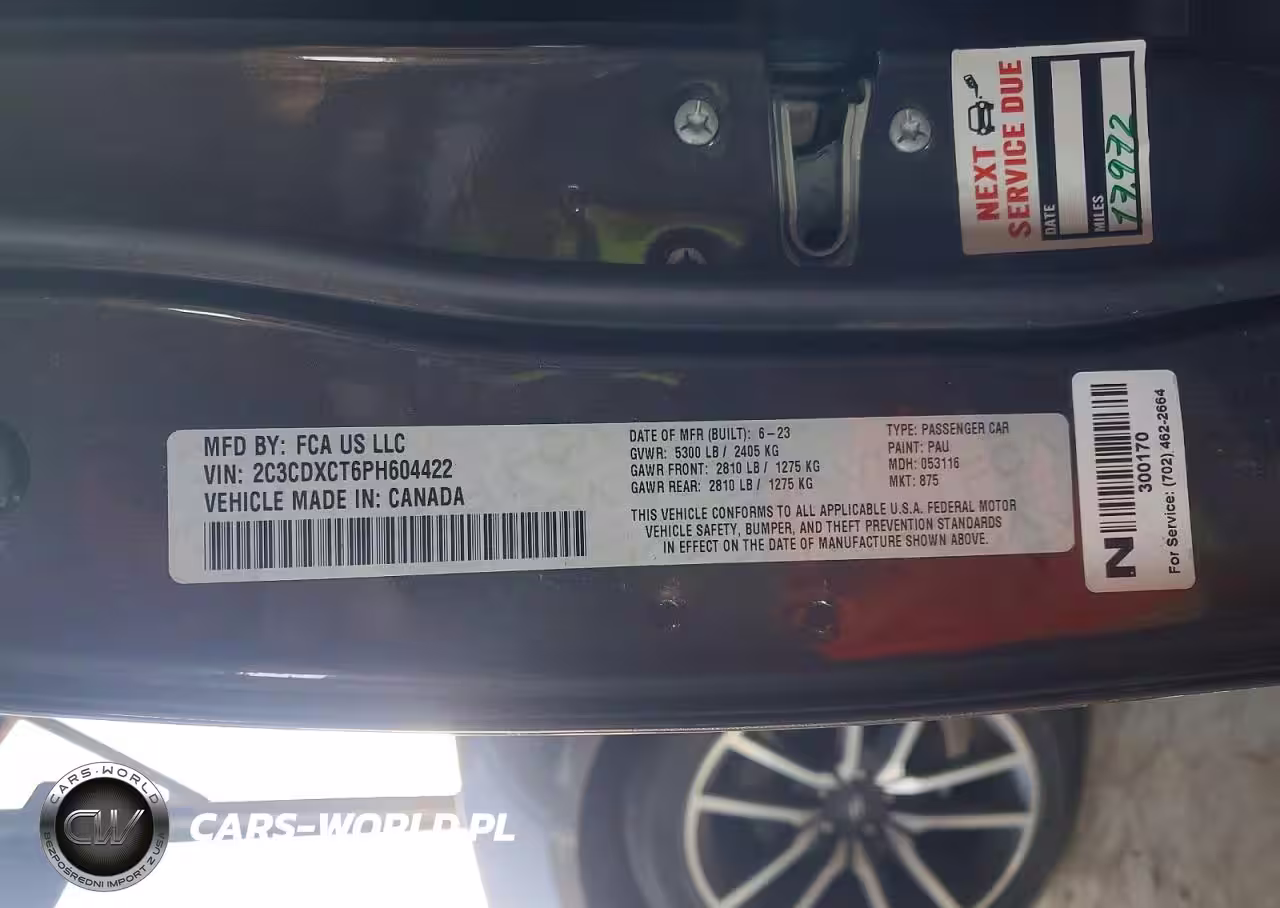 NEXT
SERVICE DUE
DATE
MILES
17.972
MFD BY: FCA US LLC
VIN: 2C3CDXCT6PH604422
VEHICLE MADE IN: CANADA
DATE OF MFR (BUILT): 6-23
GVWR: 5300 LB / 2405 KG
GAWR FRONT: 2810 LB / 1275 KG
GAWR REAR: 2810 LB / 1275 KG
TYPE: PASSENGER CAR
PAINT: PAU
MDH: 053116
MKT: 875
THIS VEHICLE CONFORMS TO ALL APPLICABLE U.S.A. FEDERAL MOTOR
VEHICLE SAFETY, BUMPER, AND THEFT PREVENTION STANDARDS
IN EFFECT ON THE DATE OF MANUFACTURE SHOWN ABOVE.
N
300170
For Service: (702) 462-2664
CARS-WORLD
CW
BEZPOŚREDNI IMPORT Z USA
CARS-WORLD.PL